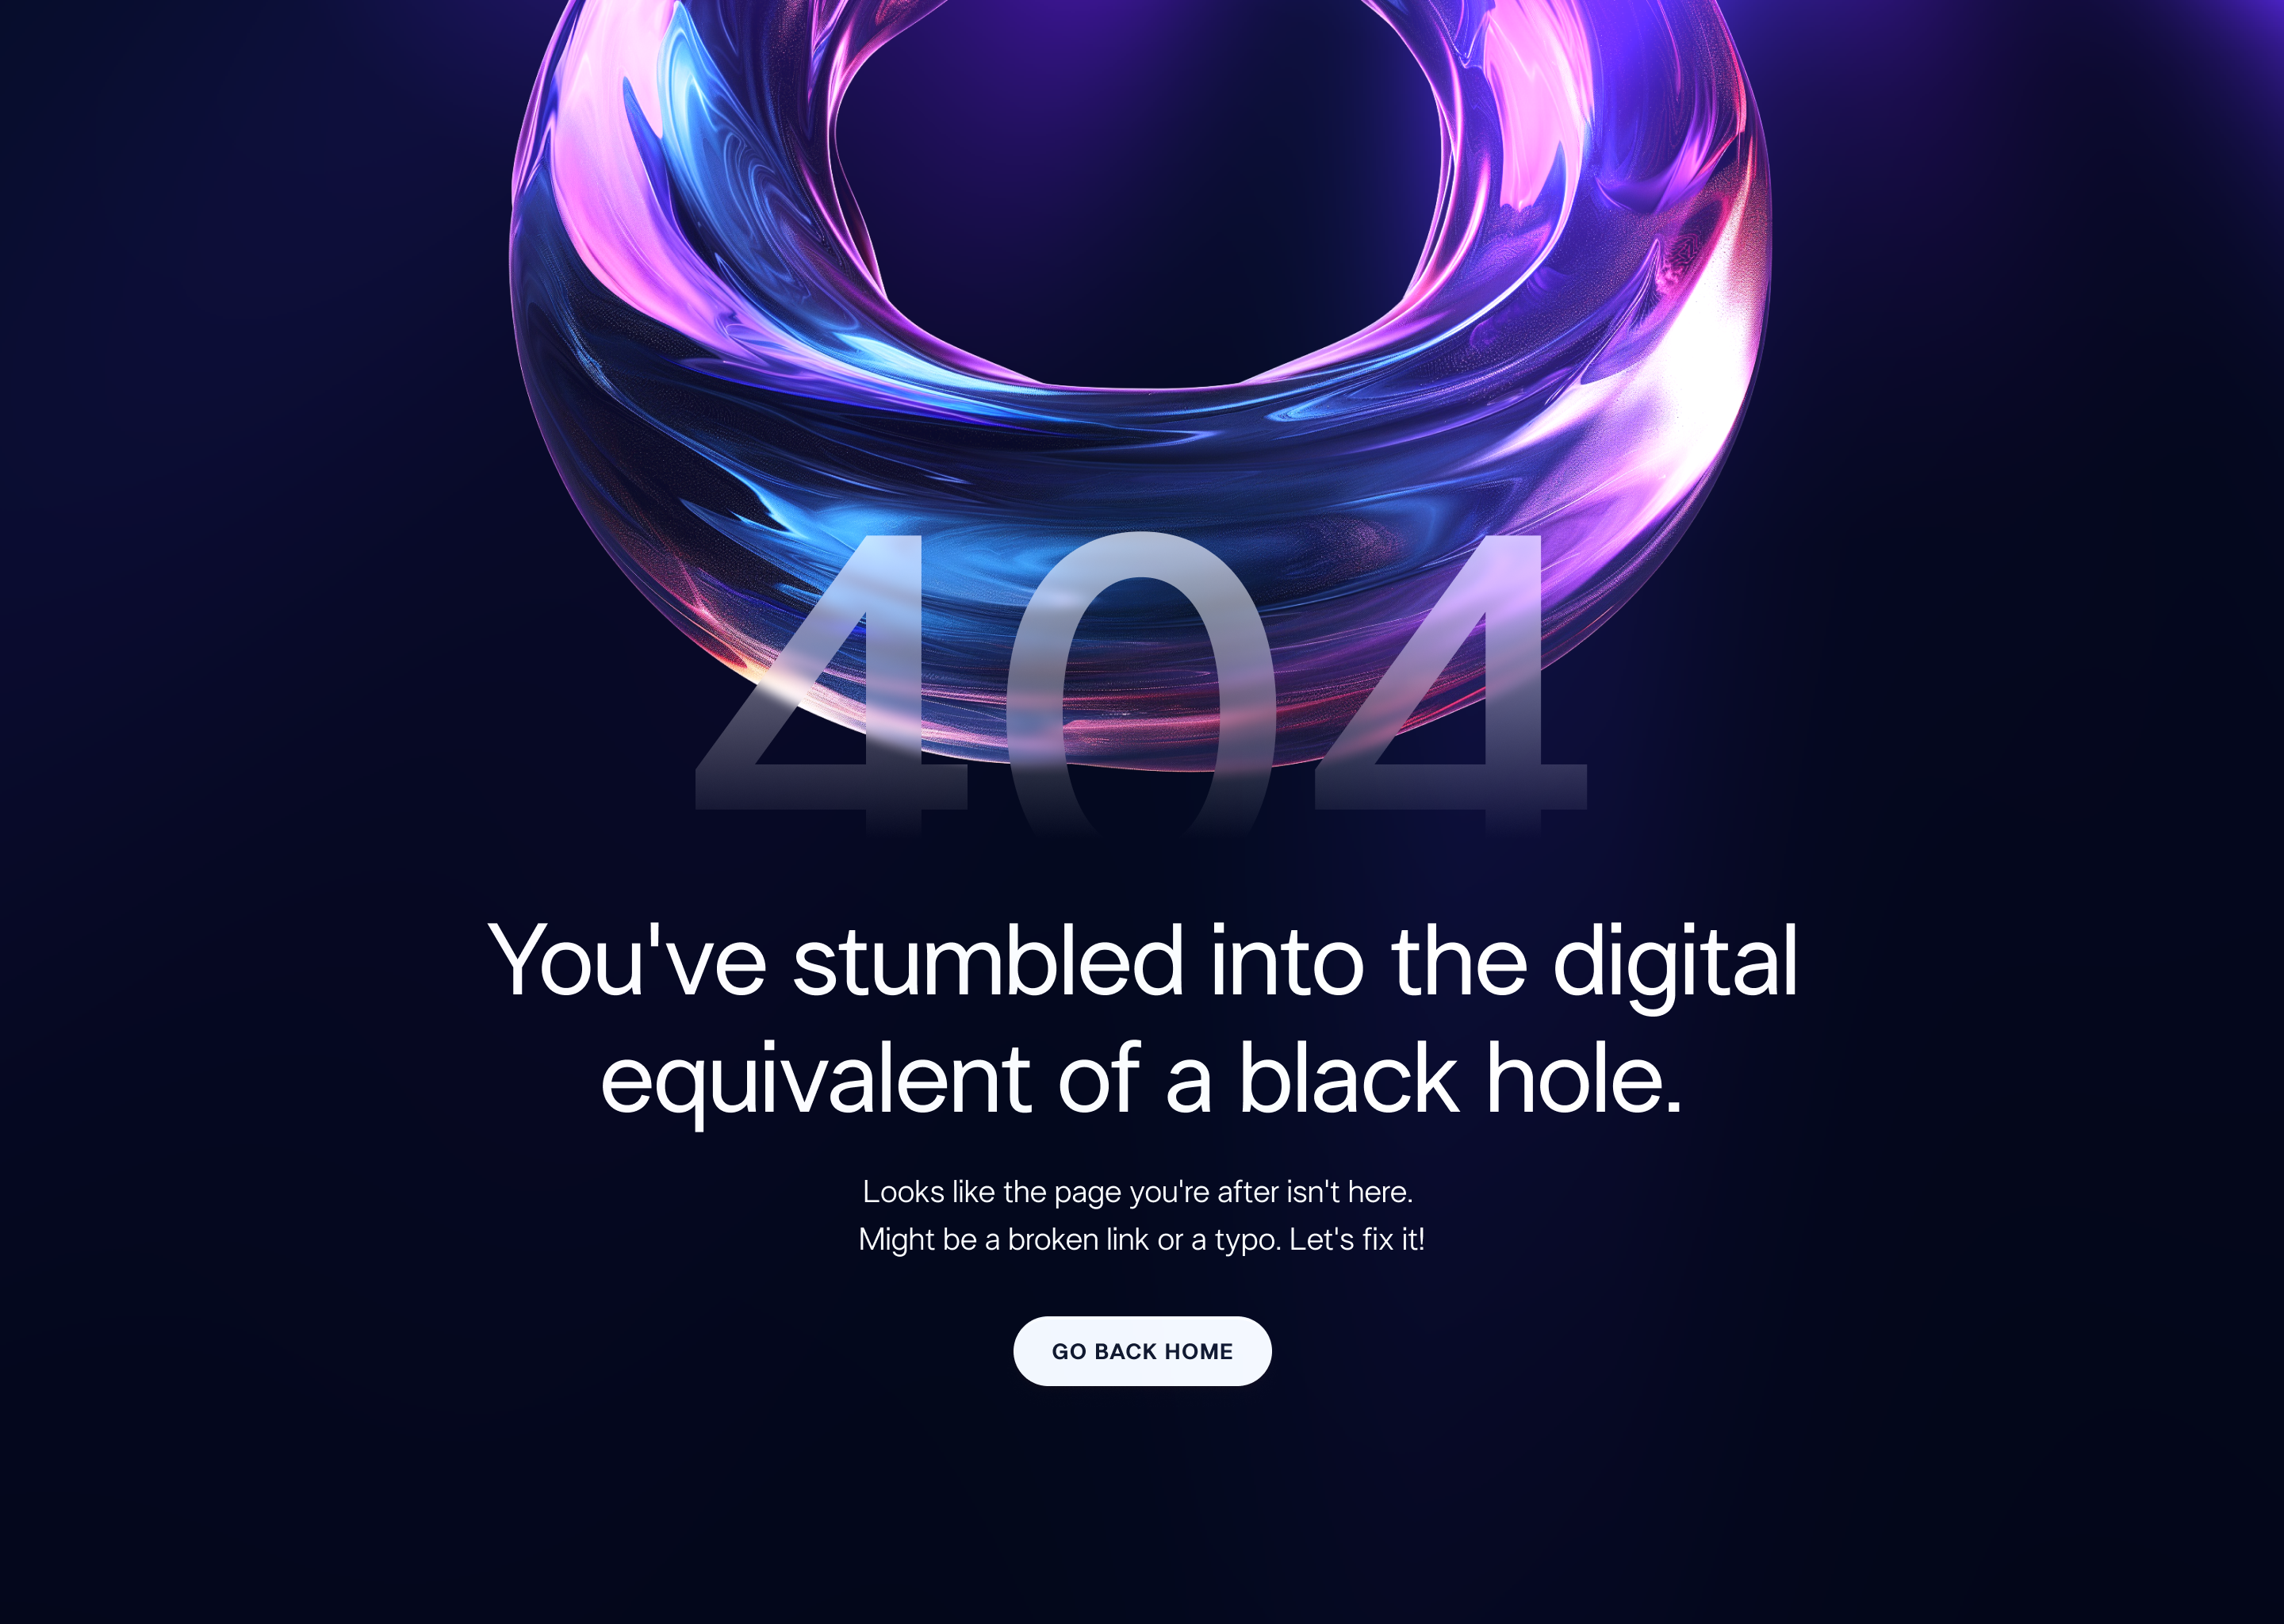 404
You've stumbled into the digital
equivalent of a black hole.
Looks like the page you're after isn't here.
Might be a broken link or a typo. Let's fix it!
GO BACK HOME